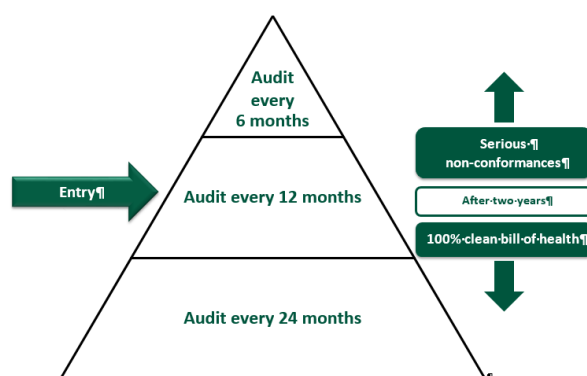 Audit
every
6 months
Serious·¶
non-conformances¶
Entry¶
Audit every 12 months
After·two·years¶
100%·clean·bill·of·health¶
Audit every 24 months
¶